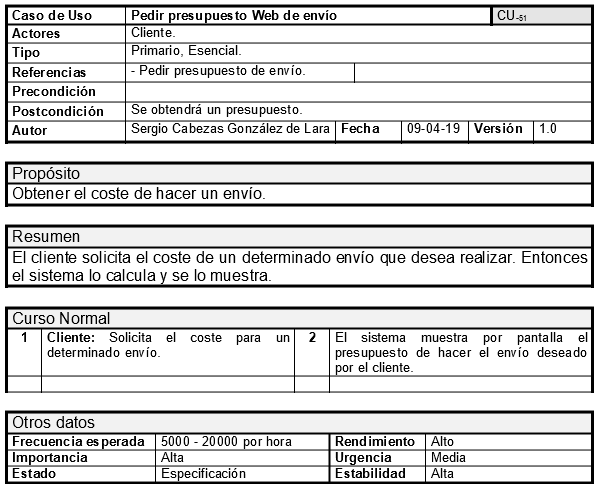 Caso de Uso Pedir presupuesto Web de envío CU-51
Actores Cliente.
Tipo Primario, Esencial.
Referencias - Pedir presupuesto de envío.
Precondición
Postcondición Se obtendrá un presupuesto.
Autor Sergio Cabezas González de Lara Fecha 09-04-19 Versión 1.0
Propósito
Obtener el coste de hacer un envío.
Resumen
El cliente solicita el coste de un determinado envío que desea realizar. Entonces
el sistema lo calcula y se lo muestra.
Curso Normal
1 Cliente: Solicita el coste para un
determinado envío.
2 El sistema muestra por pantalla el
presupuesto de hacer el envío deseado
por el cliente.
Otros datos
Frecuencia esperada 5000 - 20000 por hora Rendimiento Alto
Importancia Alta Urgencia Media
Estado Especificación Estabilidad Alta